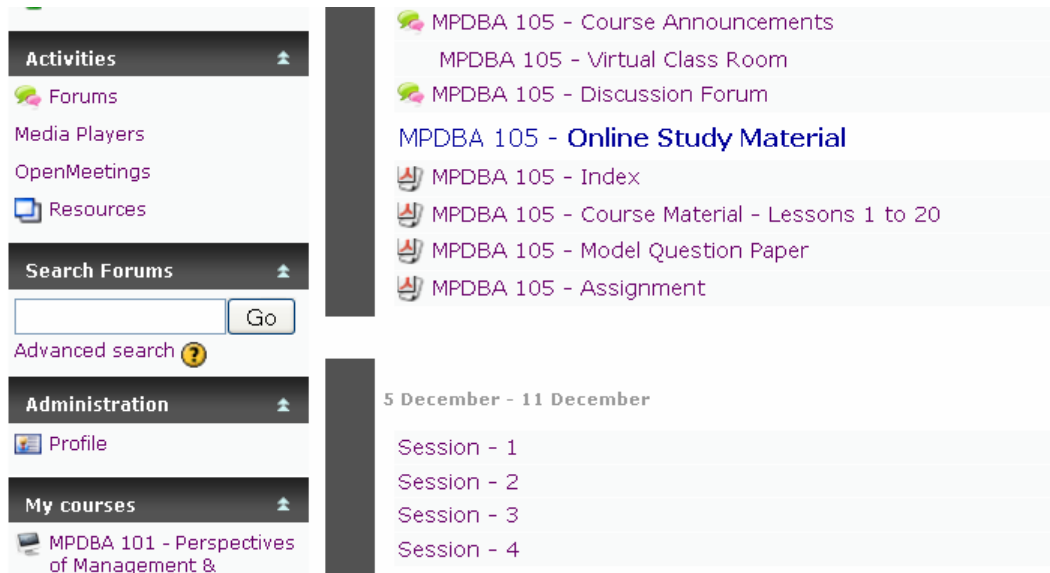 Activities
Forums
Media Players
OpenMeetings
Resources
Search Forums
Go
Advanced search ?
Administration
Profile
My courses
MPDBA 101 - Perspectives
of Management &
MPDBA 105 - Course Announcements
MPDBA 105 - Virtual Class Room
MPDBA 105 - Discussion Forum
MPDBA 105 - Online Study Material
MPDBA 105 - Index
MPDBA 105 - Course Material - Lessons 1 to 20
MPDBA 105 - Model Question Paper
MPDBA 105 - Assignment
5 December - 11 December
Session - 1
Session - 2
Session - 3
Session - 4